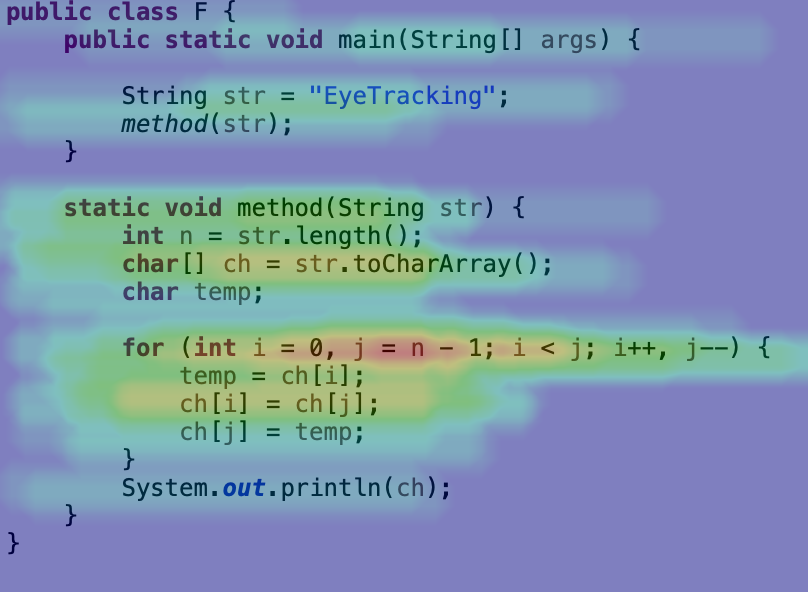 public class F {
    public static void main(String[] args) {
        String str = "EyeTracking";
        method(str);
    }
    static void method(String str) {
        int n = str.length();
        char[] ch = str.toCharArray();
        char temp;
        for (int i = 0, j = n - 1; i < j; i++, j--) {
            temp = ch[i];
            ch[i] = ch[j];
            ch[j] = temp;
        }
        System.out.println(ch);
    }
}